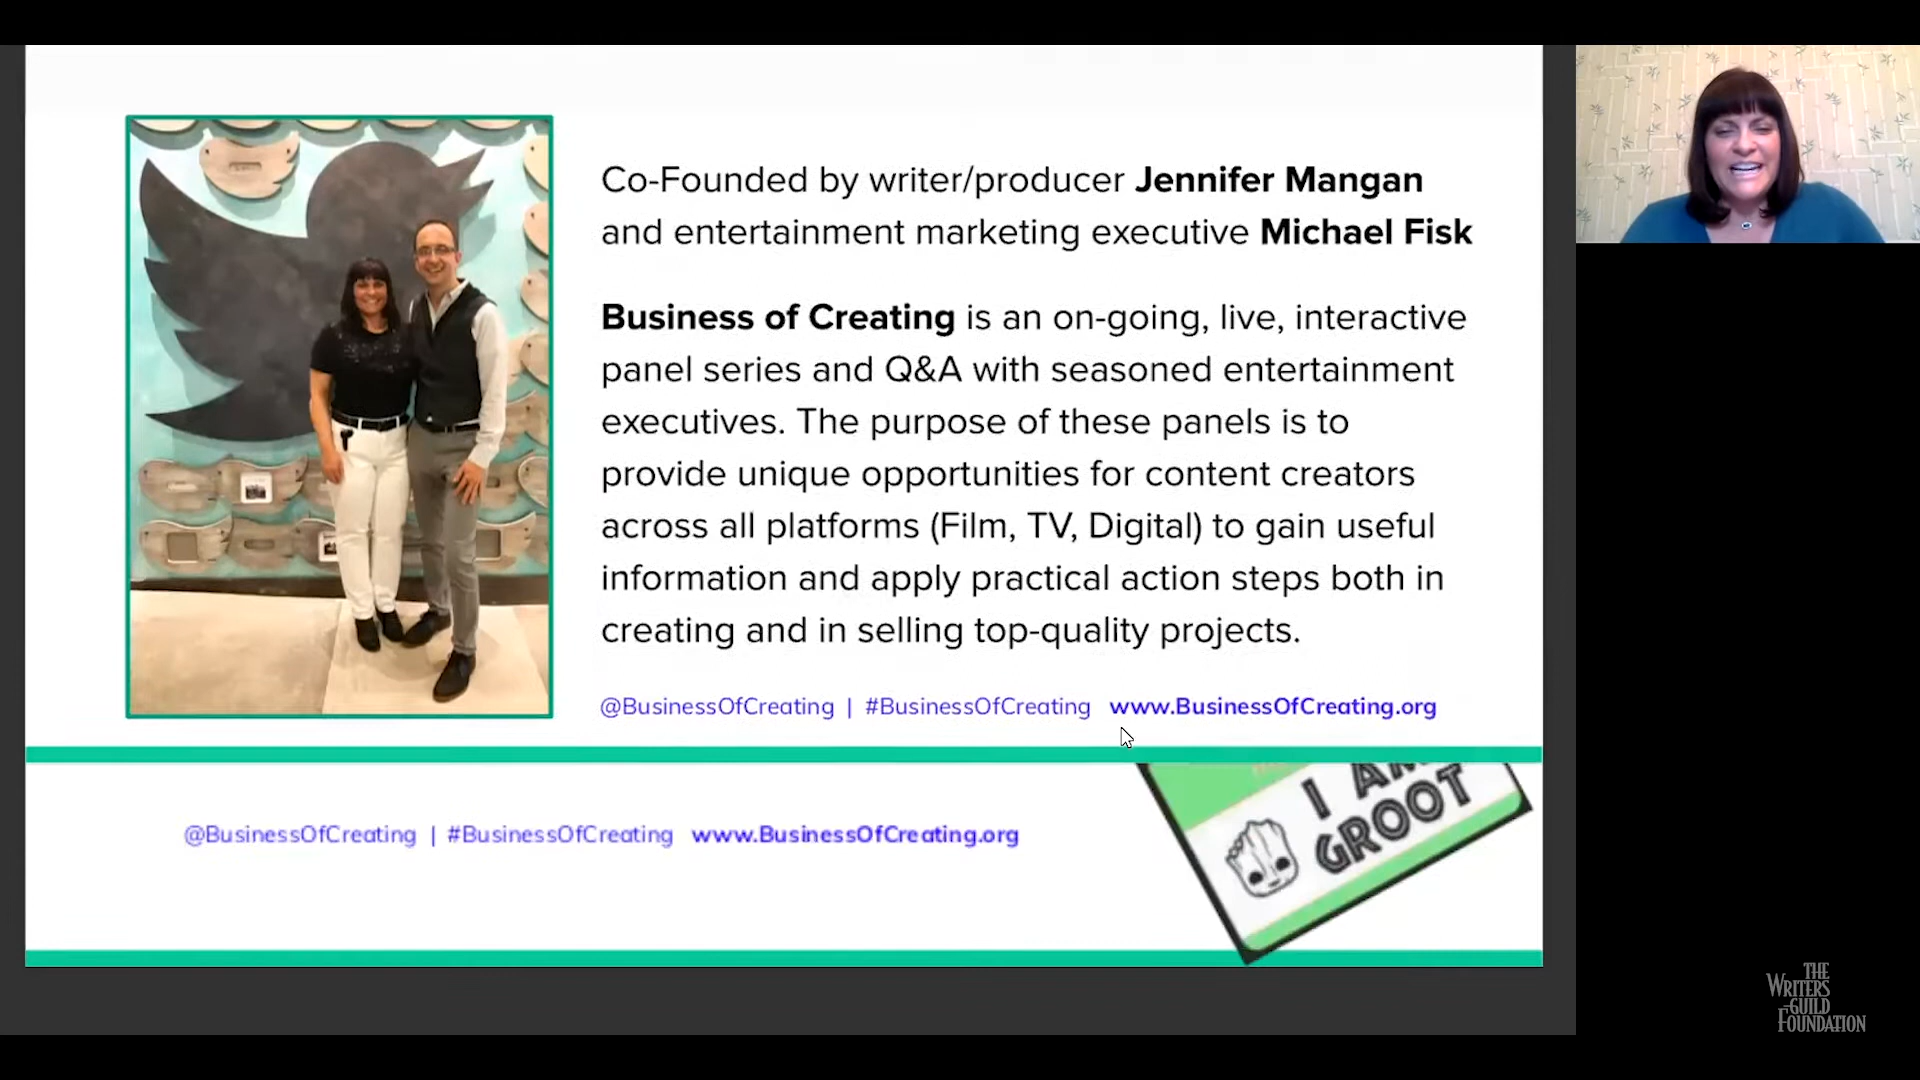 Co-Founded by writer/producer Jennifer Mangan
and entertainment marketing executive Michael Fisk
Business of Creating is an on-going, live, interactive
panel series and Q&A with seasoned entertainment
executives. The purpose of these panels is to
provide unique opportunities for content creators
across all platforms (Film, TV, Digital) to gain useful
information and apply practical action steps both in
creating and in selling top-quality projects.
@BusinessOfCreating | #BusinessOfCreating www.BusinessOfCreating.org
@BusinessOfCreating | #BusinessOfCreating www.BusinessOfCreating.org
I AM
GROOT
THE
WRITERS
GUILD
FOUNDATION